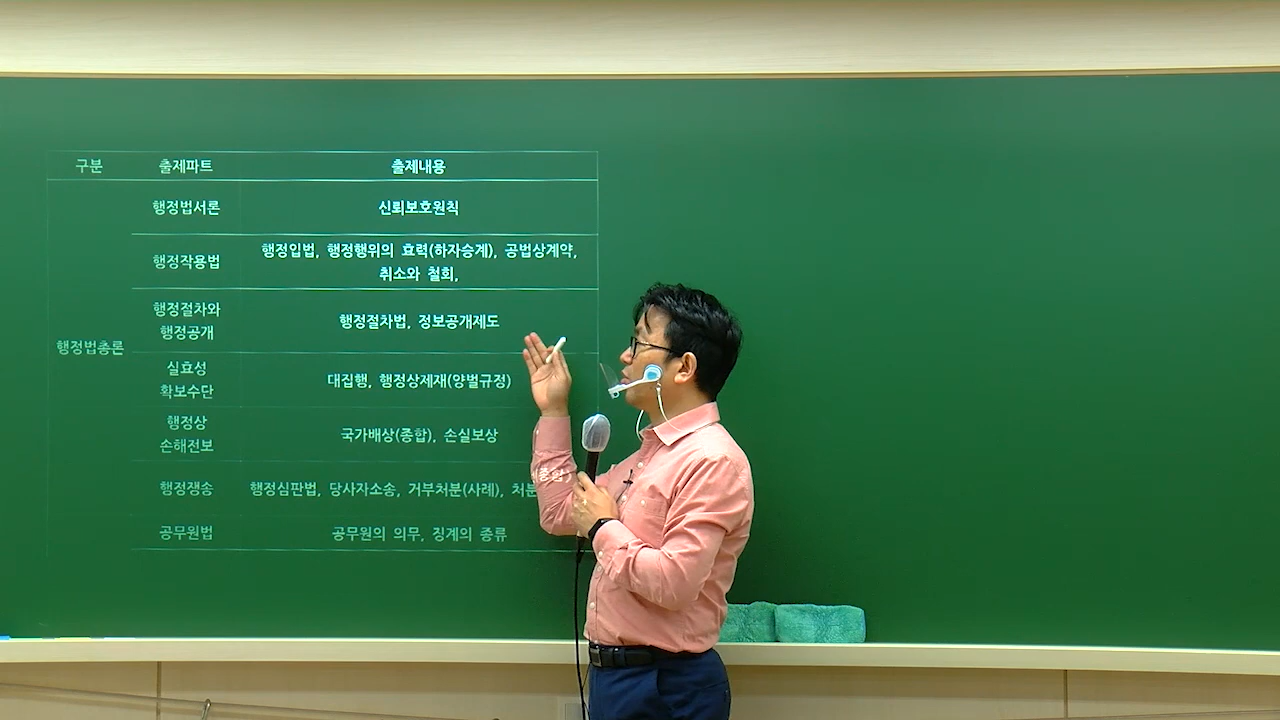 구분 출제파트 출제내용
행정법서론 신뢰보호원칙
행정작용법 행정입법, 행정행위의 효력(하자승계), 공법상계약,
취소와 철회,
행정절차와
행정공개 행정절차법, 정보공개제도
행정법총론
실효성
확보수단 대집행, 행정상제재(양벌규정)
행정상
손해전보 국가배상(종합), 손실보상
행정쟁송 행정심판법, 당사자소송, 거부처분(사례), 처분
공무원법 공무원의 의무, 징계의 종류